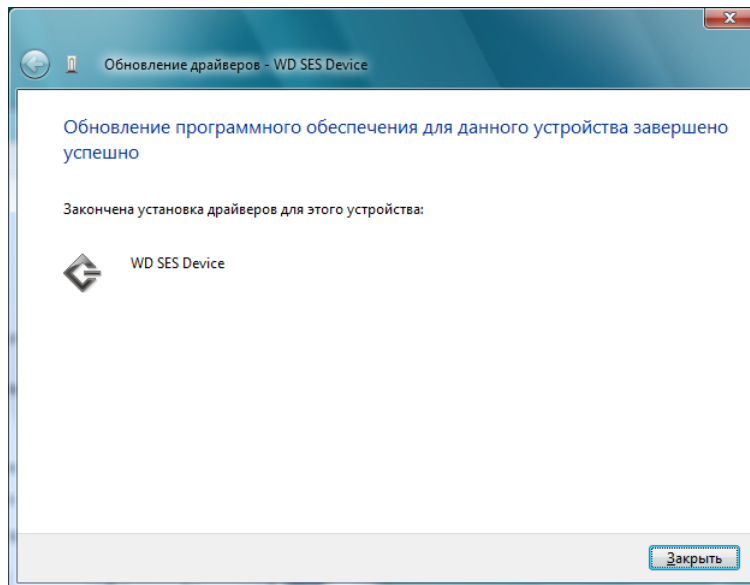 Обновление драйверов - WD SES Device
Обновление программного обеспечения для данного устройства завершено
успешно
Закончена установка драйверов для этого устройства:
WD SES Device
Закрыть